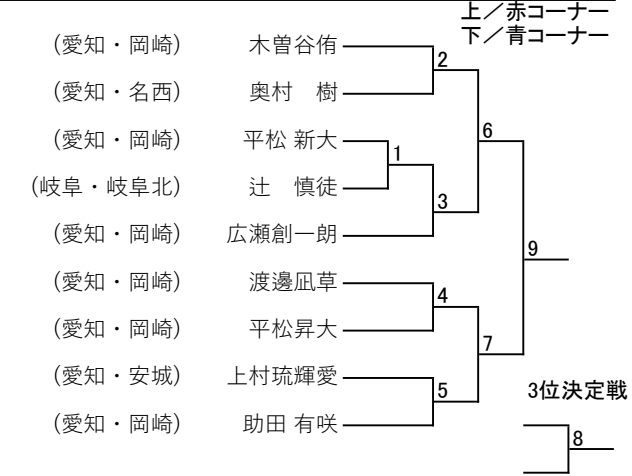 上／赤コーナー
下／青コーナー
(愛知・岡崎) 木曽谷侑
2
(愛知・名西) 奥村　樹
(愛知・岡崎) 平松 新大
6
1
(岐阜・岐阜北) 辻　慎徒
3
(愛知・岡崎) 広瀬創一朗
9
(愛知・岡崎) 渡邊凪草
4
(愛知・岡崎) 平松昇大
7
(愛知・安城) 上村琉輝愛
5
3位決定戦
(愛知・岡崎) 助田 有咲
8